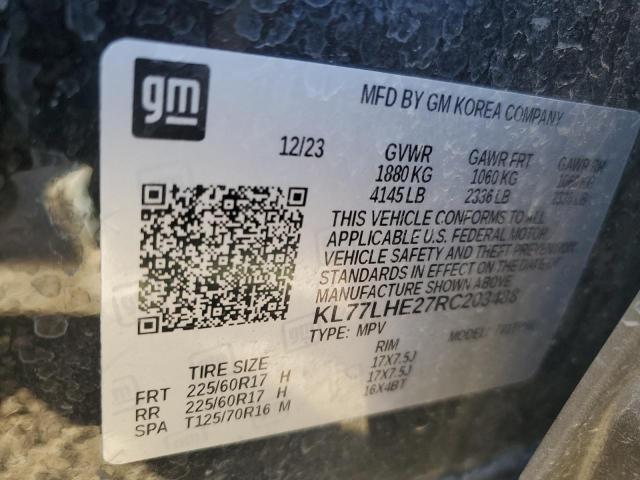 gm
MFD BY GM KOREA COMPANY
12/23 GVWR GAWR FRT GAWR RR
1880 KG 1060 KG
4145 LB 2336 LB
THIS VEHICLE CONFORMS TO ALL
APPLICABLE U.S. FEDERAL MOTOR
VEHICLE SAFETY AND THEFT PREVENTION
STANDARDS IN EFFECT ON THE DATE OF
MANUFACTURE SHOWN ABOVE
KL77LHE27RC203438
TYPE: MPV
TIRE SIZE RIM
FRT 225/60R17 H 17X7.5J
RR 225/60R17 H 17X7.5J
SPA T125/70R16 M 16X4BT